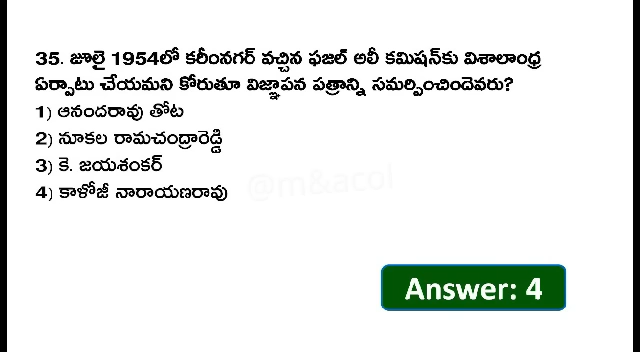 35. జూలై 1954లో కరీంనగర్ వచ్చిన ఫజల్ అలీ కమిషన్‌కు విశాలాంధ్ర
ఏర్పాటు చేయమని కోరుతూ విజ్ఞాపన పత్రాన్ని సమర్పించిందెవరు?
1) ఆనందరావు తోట
2) నూకల రామచంద్రారెడ్డి
3) కె. జయశంకర్
4) కాళోజీ నారాయణరావు
@m&acol
Answer: 4